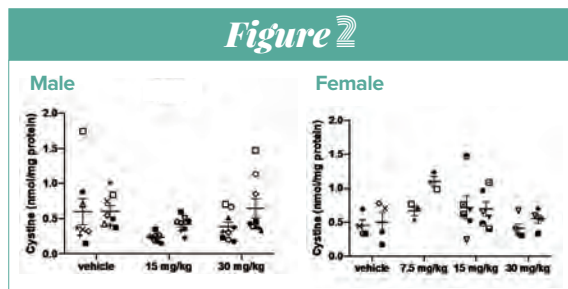 Figure 2
Male
Female
Cystine (nmol/mg protein)
2.0
1.5
1.0
0.5
0.0
vehicle
15 mg/kg
30 mg/kg
Cystine (nmol/mg protein)
2.0
1.5
1.0
0.5
0.0
vehicle
7.5 mg/kg
15 mg/kg
30 mg/kg